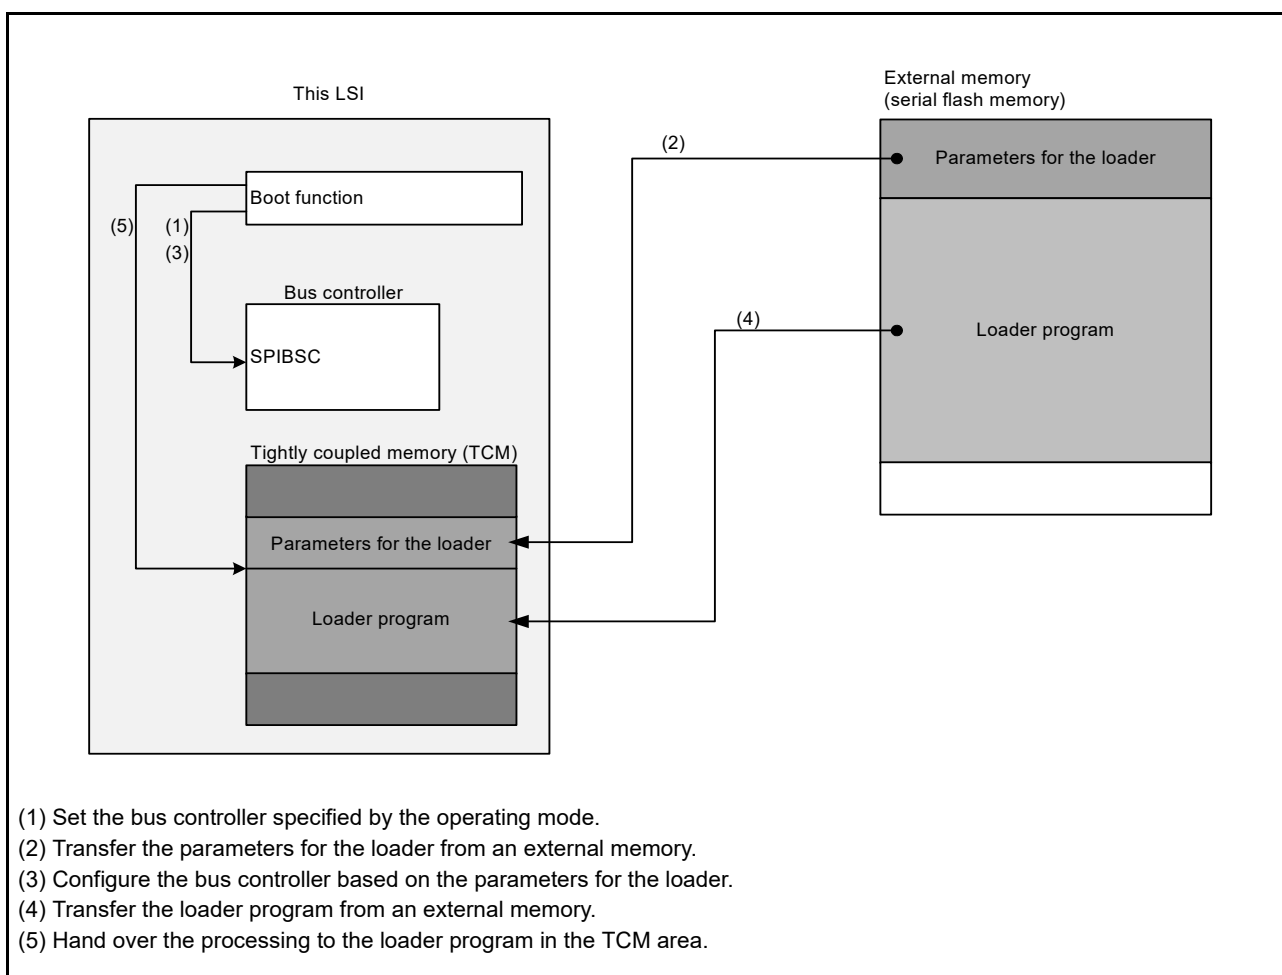 This LSI
External memory
(serial flash memory)
(2)
Parameters for the loader
Boot function
(5)
(1)
(3)
Bus controller
(4)
Loader program
SPIBSC
Tightly coupled memory (TCM)
Parameters for the loader
Loader program
(1) Set the bus controller specified by the operating mode.
(2) Transfer the parameters for the loader from an external memory.
(3) Configure the bus controller based on the parameters for the loader.
(4) Transfer the loader program from an external memory.
(5) Hand over the processing to the loader program in the TCM area.